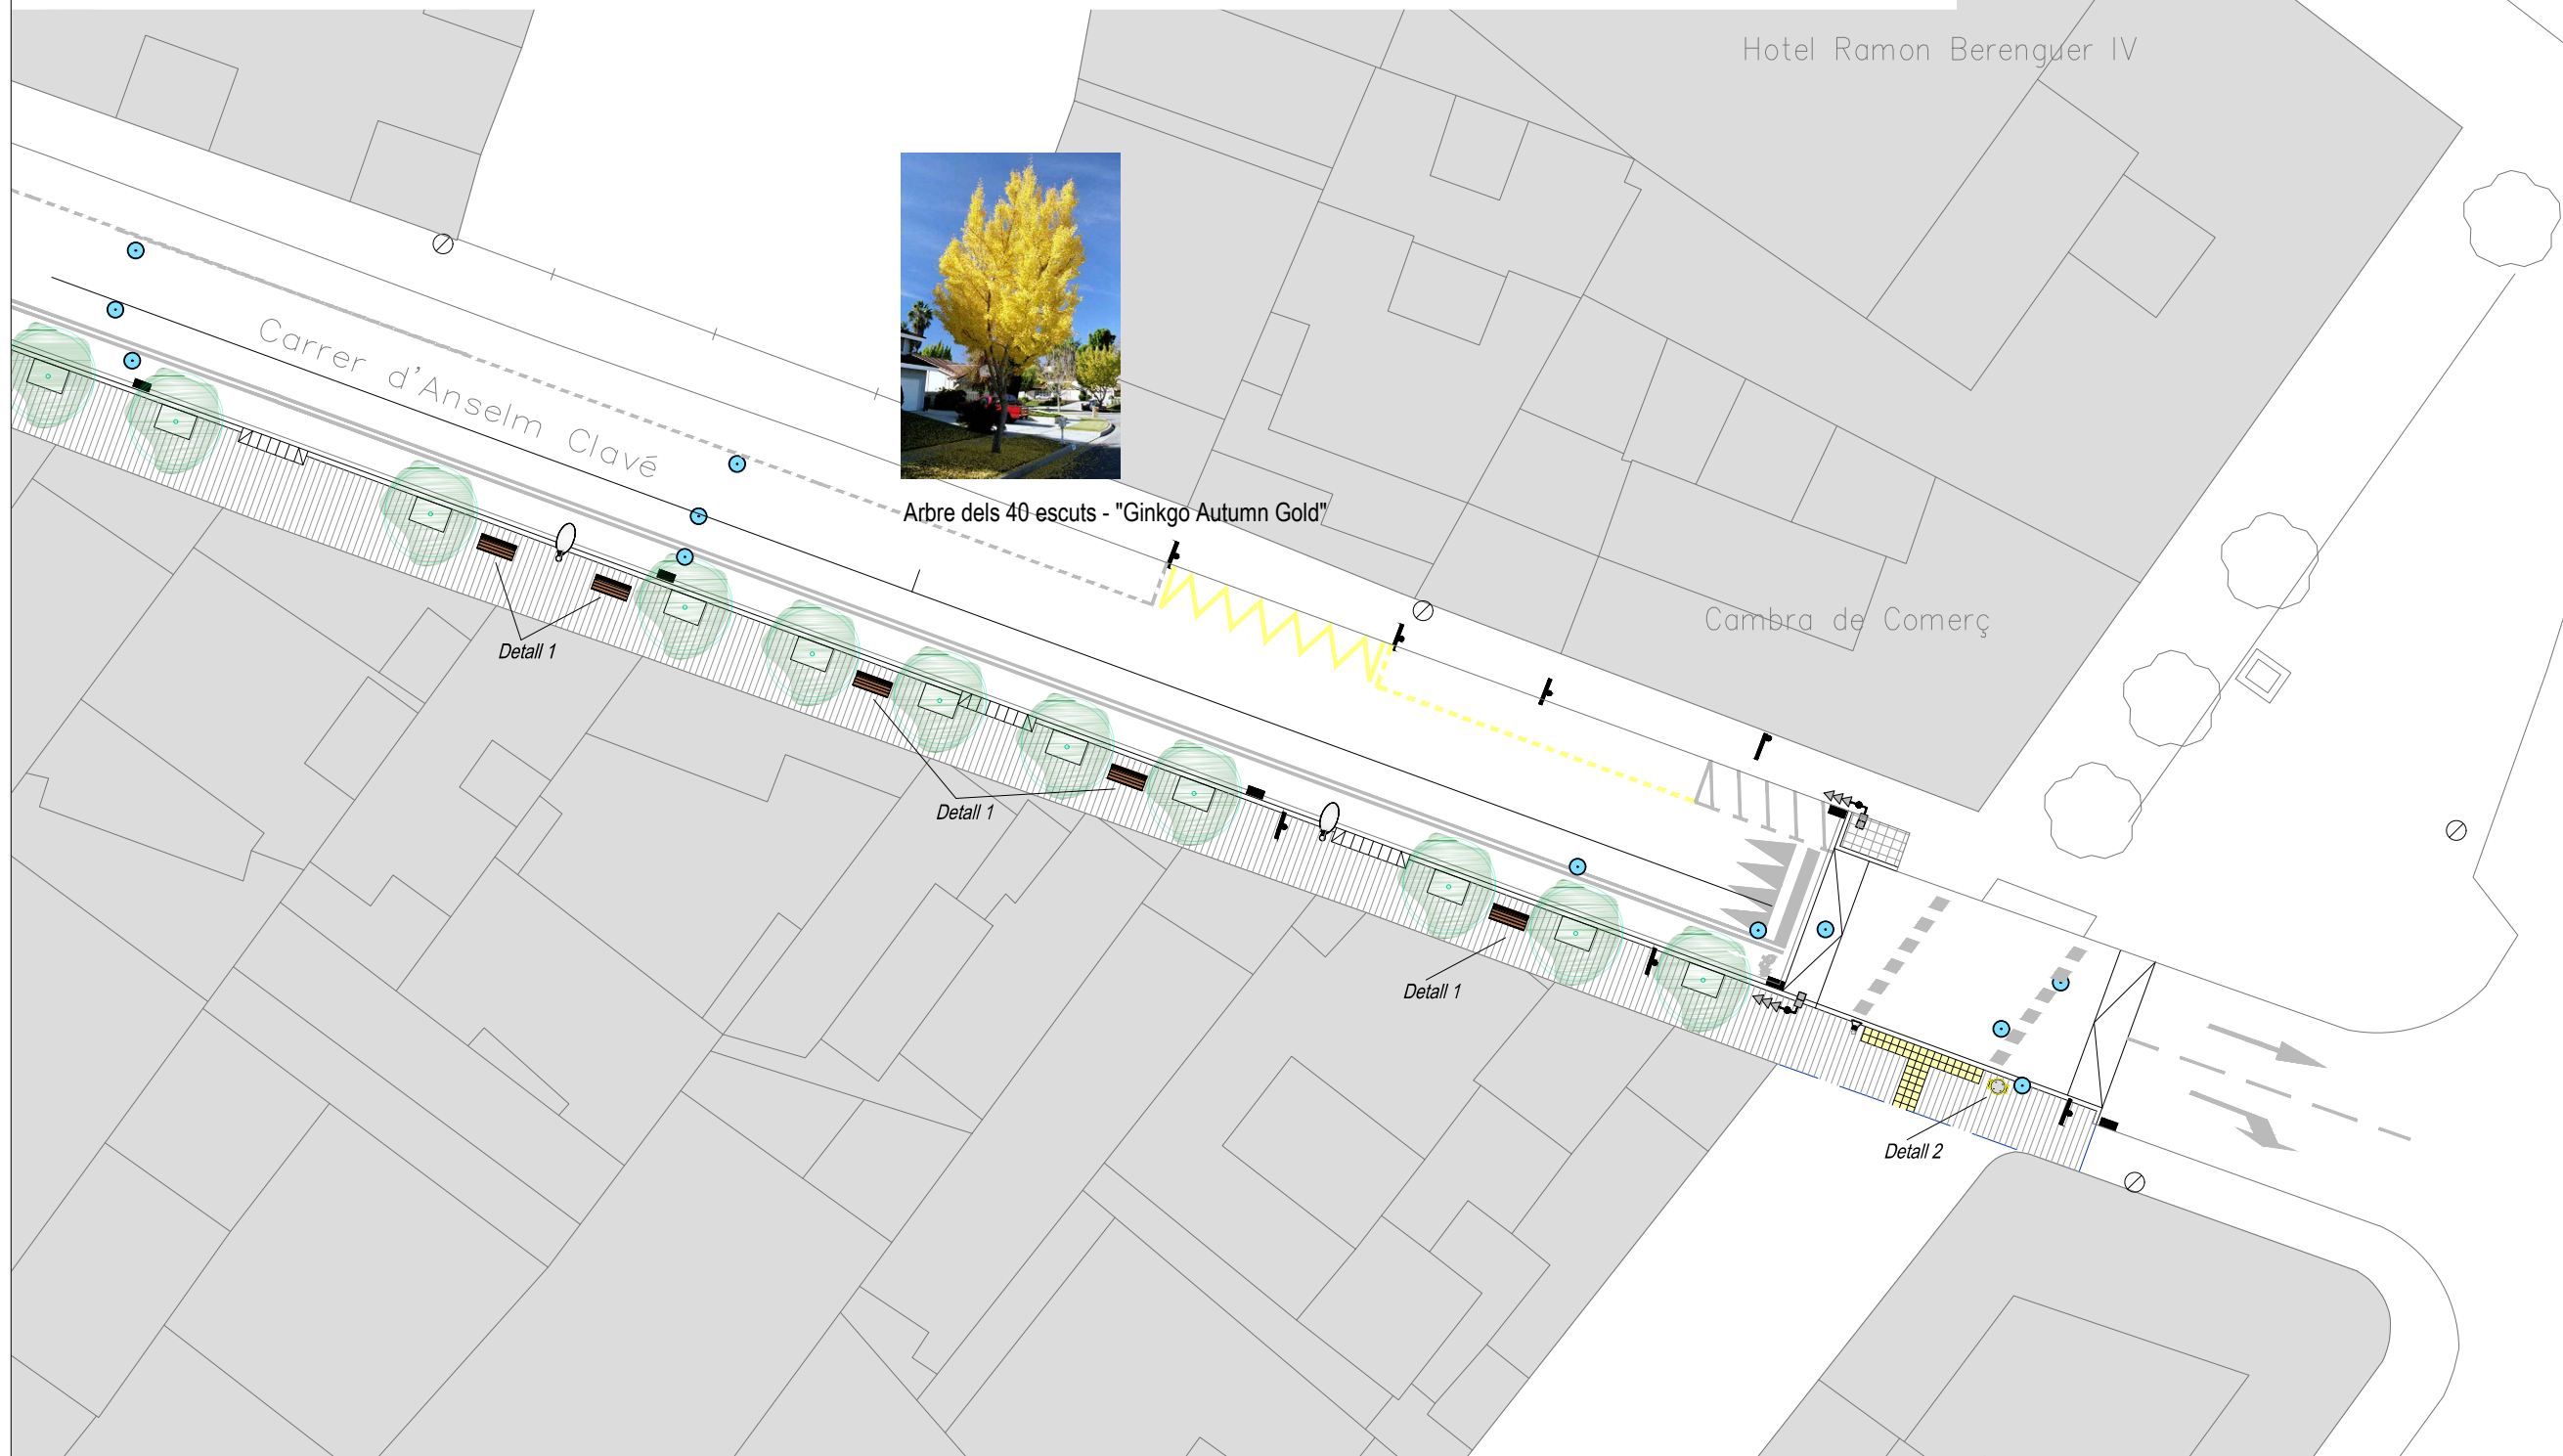 Hotel Ramon Berenguer IV
Carrer d'Anselm Clavé
Arbre dels 40 escuts - "Ginkgo Autumn Gold"
Cambra de Comerç
Detall 1
Detall 1
Detall 1
Detall 2